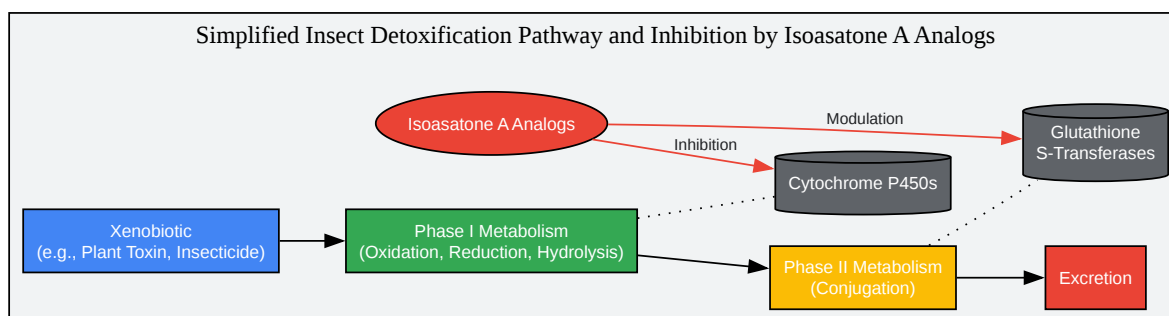 Simplified Insect Detoxification Pathway and Inhibition by Isoasatone A Analogs
Isoasatone A Analogs
Modulation
Inhibition
Glutathione
S-Transferases
Cytochrome P450s
Xenobiotic
(e.g., Plant Toxin, Insecticide)
Phase I Metabolism
(Oxidation, Reduction, Hydrolysis)
Phase II Metabolism
(Conjugation)
Excretion